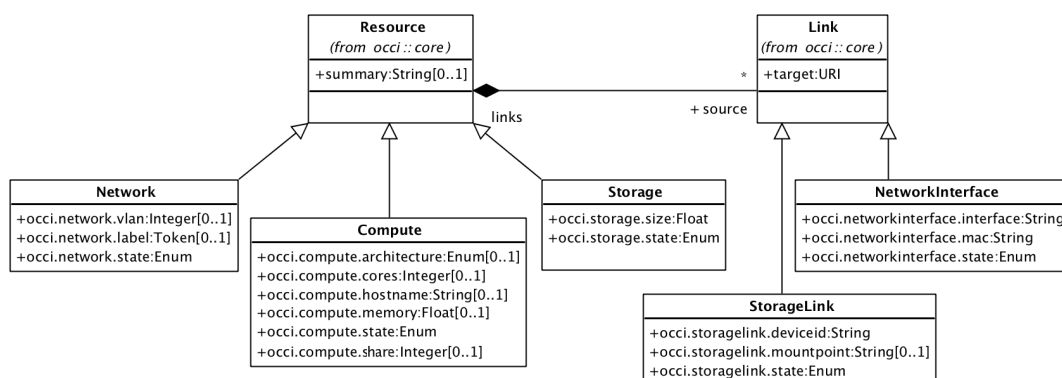 Resource
(from occi::core)
+summary:String[0..1]
Link
(from occi::core)
+target:URI
*
+ source
links
Network
+occi.network.vlan:Integer[0..1]
+occi.network.label:Token[0..1]
+occi.network.state:Enum
Compute
+occi.compute.architecture:Enum[0..1]
+occi.compute.cores:Integer[0..1]
+occi.compute.hostname:String[0..1]
+occi.compute.memory:Float[0..1]
+occi.compute.state:Enum
+occi.compute.share:Integer[0..1]
Storage
+occi.storage.size:Float
+occi.storage.state:Enum
NetworkInterface
+occi.networkinterface.interface:String
+occi.networkinterface.mac:String
+occi.networkinterface.state:Enum
StorageLink
+occi.storagelink.deviceid:String
+occi.storagelink.mountpoint:String[0..1]
+occi.storagelink.state:Enum